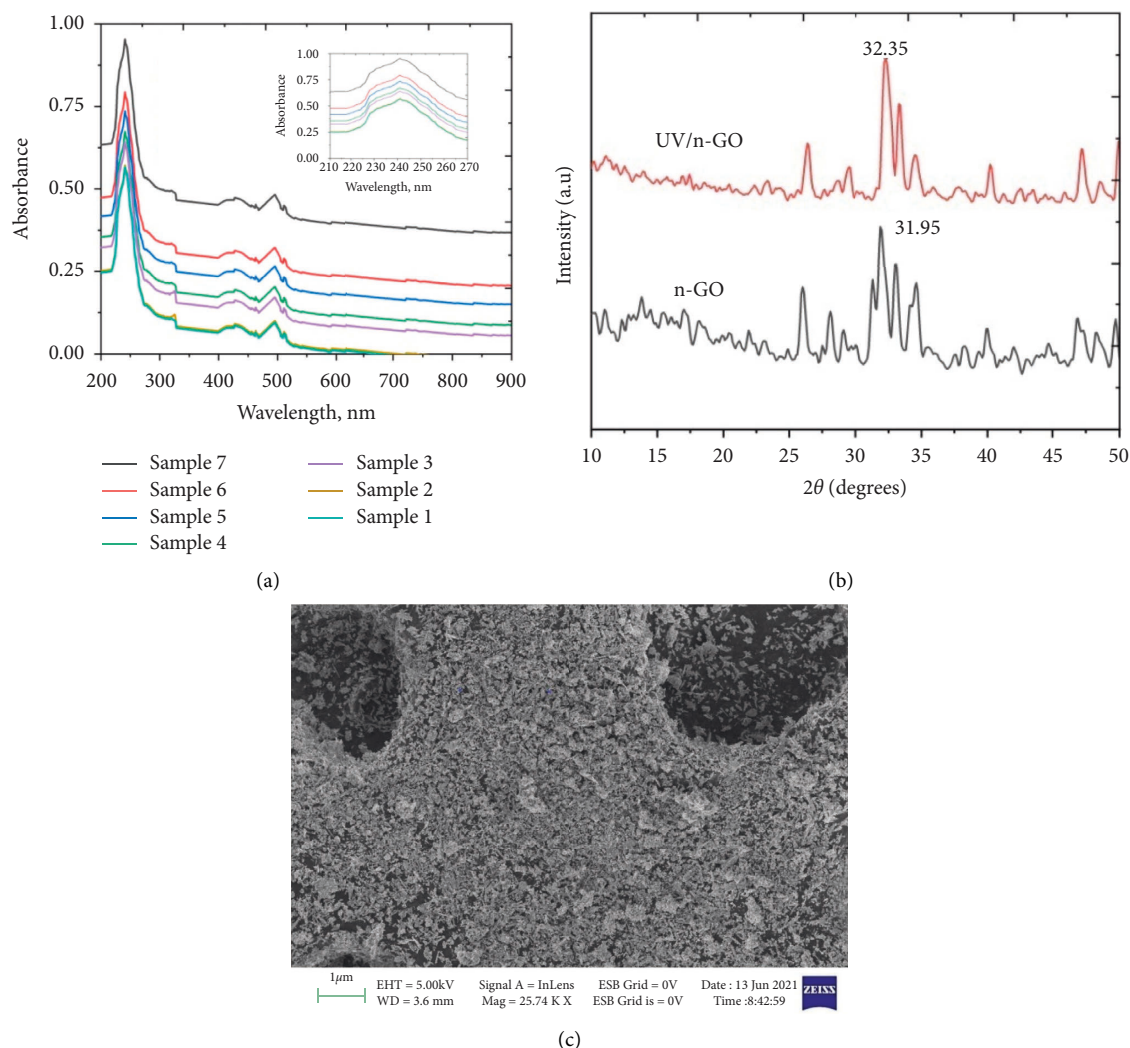 1.00
0.75
0.50
0.25
0.00
Absorbance
200 300 400 500 600 700 800 900
Wavelength, nm
1.00
0.75
0.50
0.25
0.00
Absorbance
210 220 230 240 250 260 270
Wavelength, nm
Sample 7
Sample 6
Sample 5
Sample 4
Sample 3
Sample 2
Sample 1
(a)
32.35
UV/n-GO
31.95
n-GO
Intensity (a.u)
10 15 20 25 30 35 40 45 50
2θ (degrees)
(b)
1μm
EHT = 5.00kV Signal A = InLens ESB Grid = 0V Date : 13 Jun 2021
WD = 3.6 mm Mag = 25.74 K X ESB Grid is = 0V Time :8:42:59
ZEISS
(c)